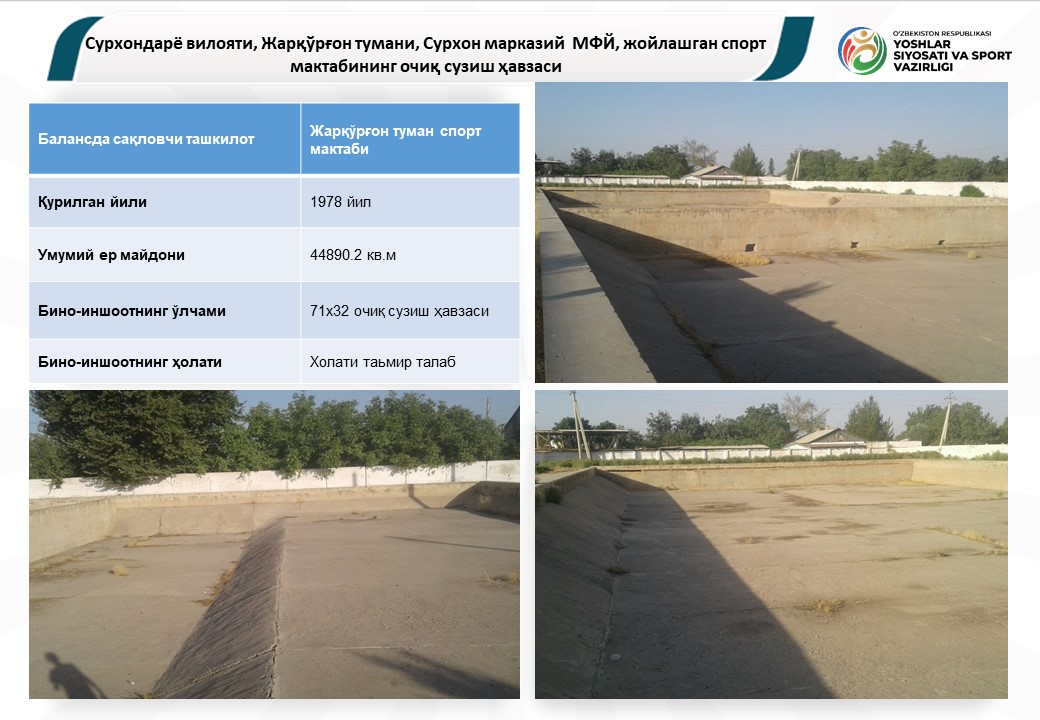 Сурхондарё вилояти, Жарқўрғон тумани, Сурхон марказий МФЙ, жойлашган спорт
мактабининг очиқ сузиш ҳавзаси
O'ZBEKISTON RESPUBLIKASI
YOSHLAR
SIYOSATI VA SPORT
VAZIRLIGI
Балансда сақловчи ташкилот
Жарқўрғон туман спорт
мактаби
Қурилган йили
1978 йил
Умумий ер майдони
44890.2 кв.м
Бино-иншоотнинг ўлчами
71x32 очиқ сузиш ҳавзаси
Бино-иншоотнинг ҳолати
Холати таьмир талаб